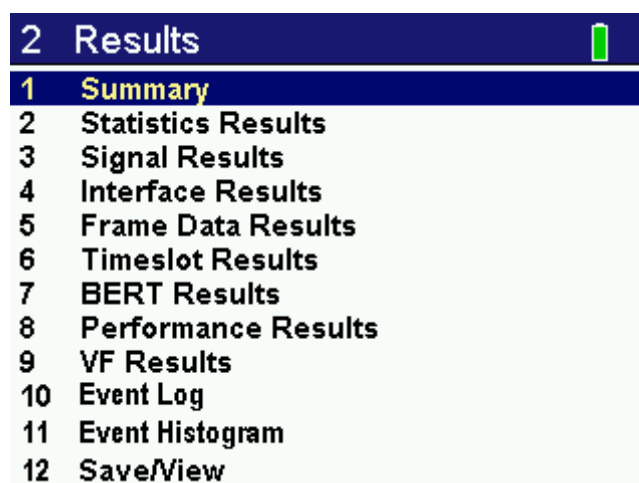 2 Results
1 Summary
2 Statistics Results
3 Signal Results
4 Interface Results
5 Frame Data Results
6 Timeslot Results
7 BERT Results
8 Performance Results
9 VF Results
10 Event Log
11 Event Histogram
12 Save/View